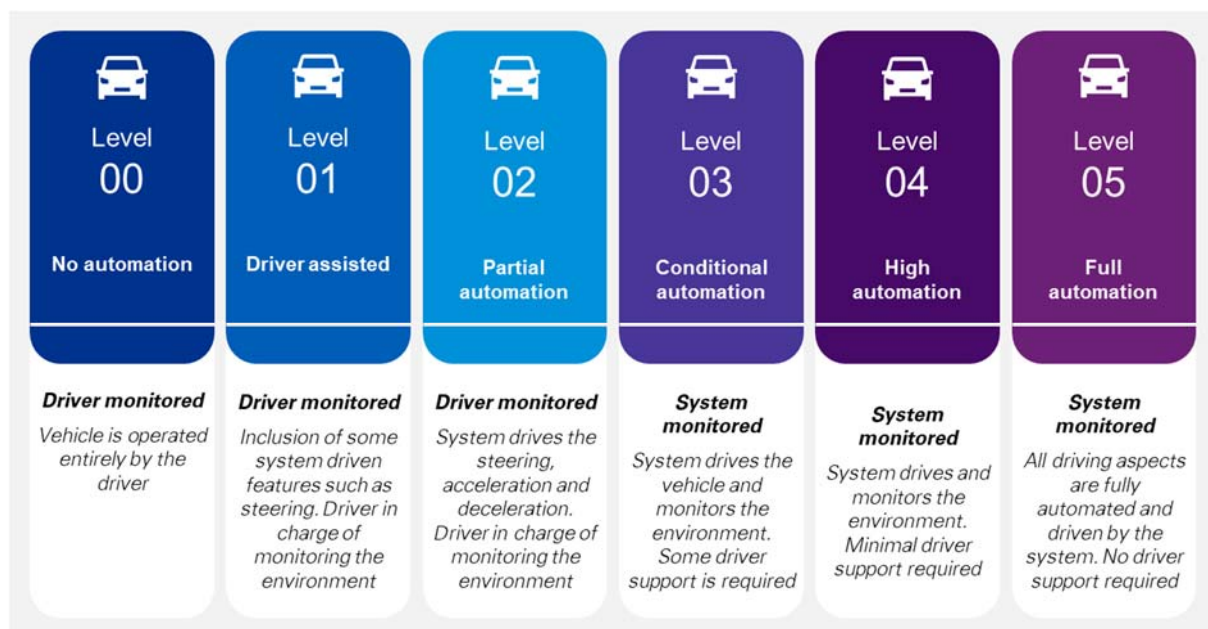 Level
00
No automation
Driver monitored
Vehicle is operated
entirely by the
driver
Level
01
Driver assisted
Driver monitored
Inclusion of some
system driven
features such as
steering. Driver in
charge of
monitoring the
environment
Level
02
Partial
automation
Driver monitored
System drives the
steering,
acceleration and
deceleration.
Driver in charge of
monitoring the
environment
Level
03
Conditional
automation
System
monitored
System drives the
vehicle and
monitors the
environment.
Some driver
support is required
Level
04
High
automation
System
monitored
System drives and
monitors the
environment.
Minimal driver
support required
Level
05
Full
automation
System
monitored
All driving aspects
are fully
automated and
driven by the
system. No driver
support required